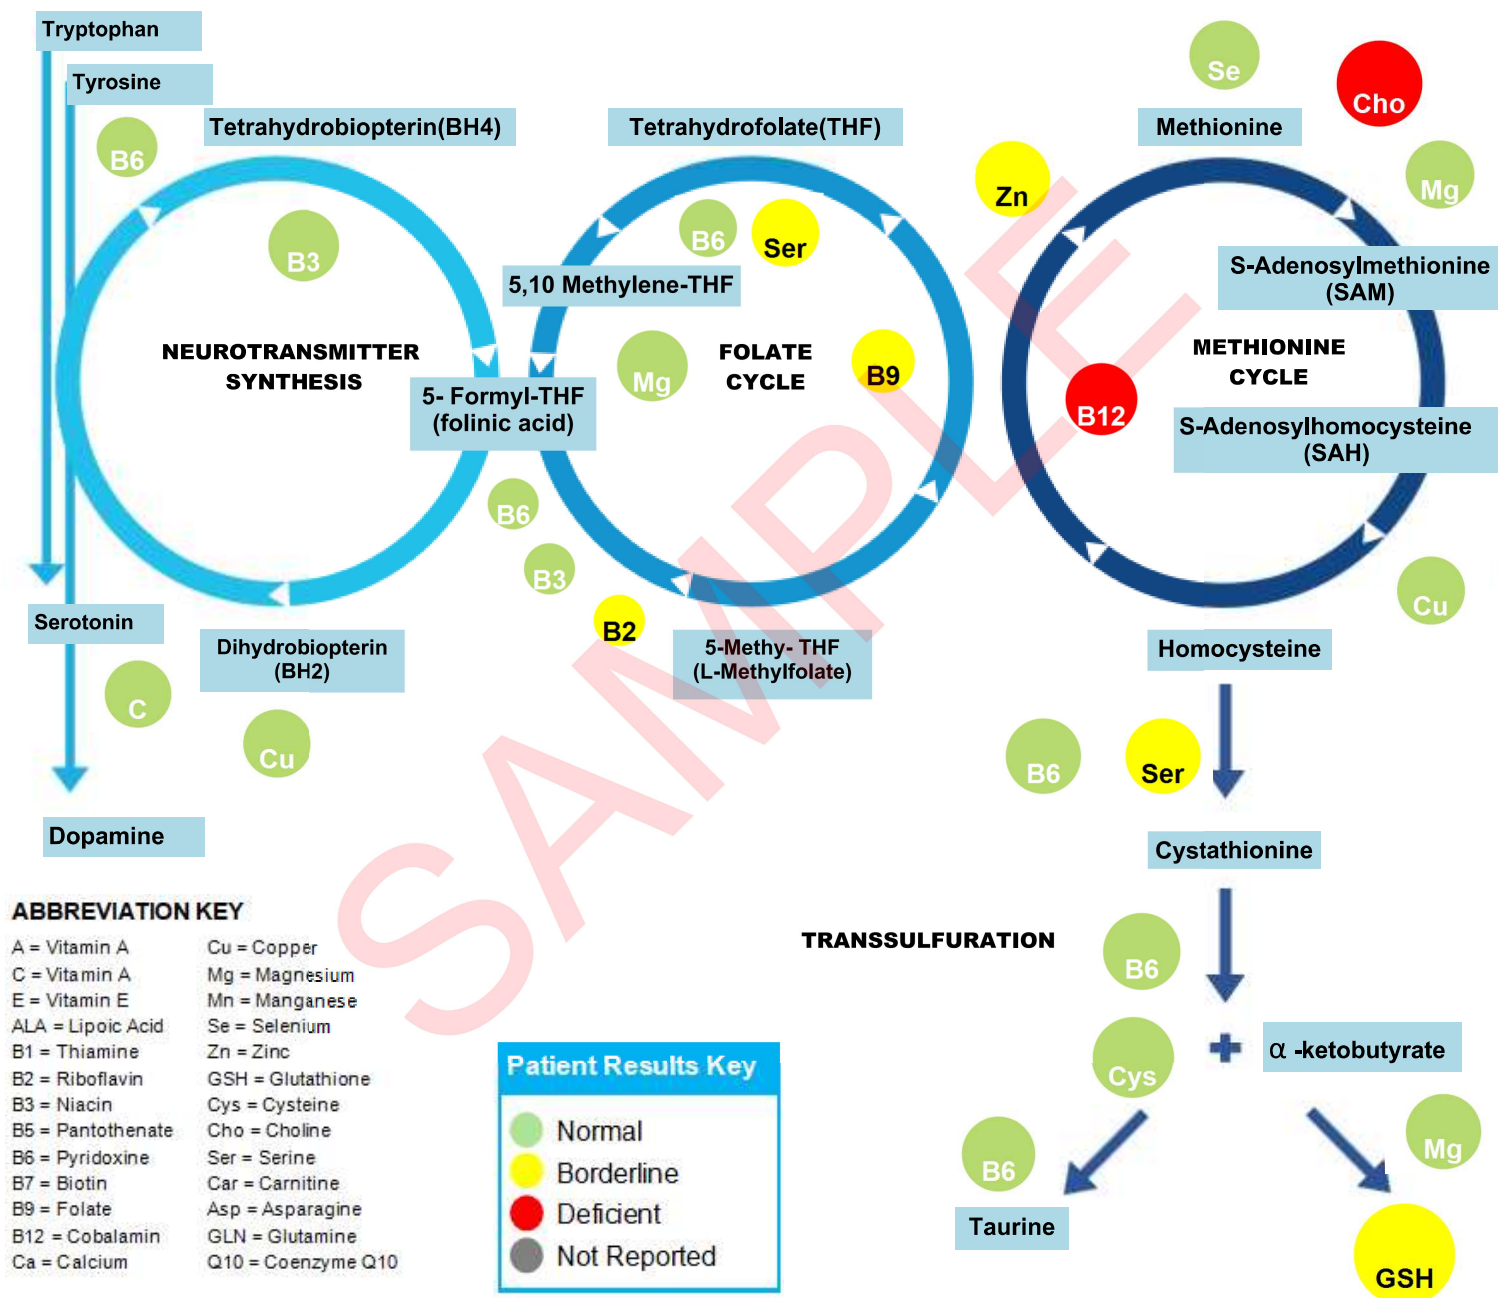 Tryptophan
Tyrosine
B6
Tetrahydrobiopterin(BH4)
B3
NEUROTRANSMITTER
SYNTHESIS
Serotonin
C
Dihydrobiopterin
(BH2)
Cu
Dopamine
Tetrahydrofolate(THF)
B6
Ser
5,10 Methylene-THF
Mg
FOLATE
CYCLE
B9
5- Formyl-THF
(folinic acid)
B6
B3
B2
5-Methy- THF
(L-Methylfolate)
Se
Cho
Methionine
Mg
Zn
S-Adenosylmethionine
(SAM)
METHIONINE
CYCLE
B12
S-Adenosylhomocysteine
(SAH)
Cu
Homocysteine
B6
Ser
Cystathionine
TRANSSULFURATION
B6
Cys
α -ketobutyrate
B6
Mg
Taurine
GSH
SAMPLE
ABBREVIATION KEY
A = Vitamin A
C = Vitamin A
E = Vitamin E
ALA = Lipoic Acid
B1 = Thiamine
B2 = Riboflavin
B3 = Niacin
B5 = Pantothenate
B6 = Pyridoxine
B7 = Biotin
B9 = Folate
B12 = Cobalamin
Ca = Calcium
Cu = Copper
Mg = Magnesium
Mn = Manganese
Se = Selenium
Zn = Zinc
GSH = Glutathione
Cys = Cysteine
Cho = Choline
Ser = Serine
Car = Carnitine
Asp = Asparagine
GLN = Glutamine
Q10 = Coenzyme Q10
Patient Results Key
Normal
Borderline
Deficient
Not Reported